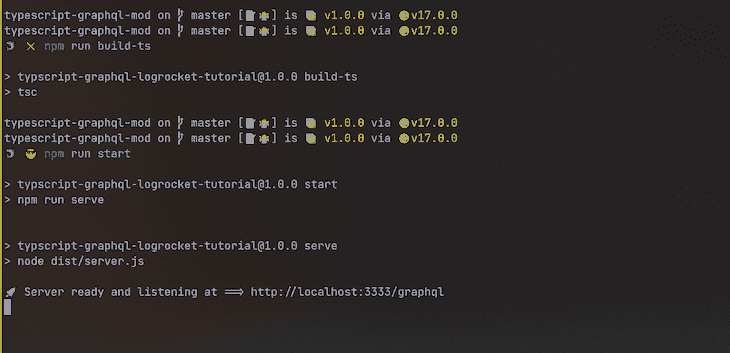 typescript-graphql-mod on master [] is v1.0.0 via v17.0.0
typescript-graphql-mod on master [] is v1.0.0 via v17.0.0
✕ npm run build-ts
> typscript-graphql-logrocket-tutorial@1.0.0 build-ts
> tsc
typescript-graphql-mod on master [] is v1.0.0 via v17.0.0
typescript-graphql-mod on master [] is v1.0.0 via v17.0.0
npm run start
> typscript-graphql-logrocket-tutorial@1.0.0 start
> npm run serve
> typscript-graphql-logrocket-tutorial@1.0.0 serve
> node dist/server.js
🚀 Server ready and listening at ==> http://localhost:3333/graphql